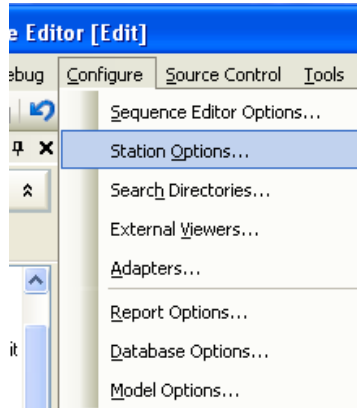 e Editor [Edit]
ebug Configure Source Control Tools
Sequence Editor Options...
Station Options...
Search Directories...
External Viewers...
Adapters...
Report Options...
it Database Options...
Model Options...